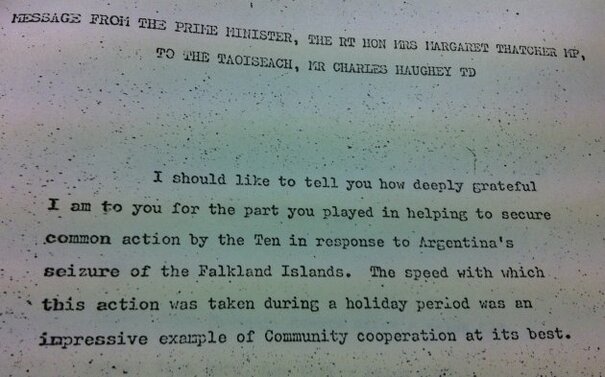 MESSAGE FROM THE PRIME MINISTER, THE RT HON MRS MARGARET THATCHER MP,
TO THE TAOISEACH, MR CHARLES HAUGHEY TD
I should like to tell you how deeply grateful
I am to you for the part you played in helping to secure
common action by the Ten in response to Argentina's
seizure of the Falkland Islands. The speed with which
this action was taken during a holiday period was an
impressive example of Community cooperation at its best.